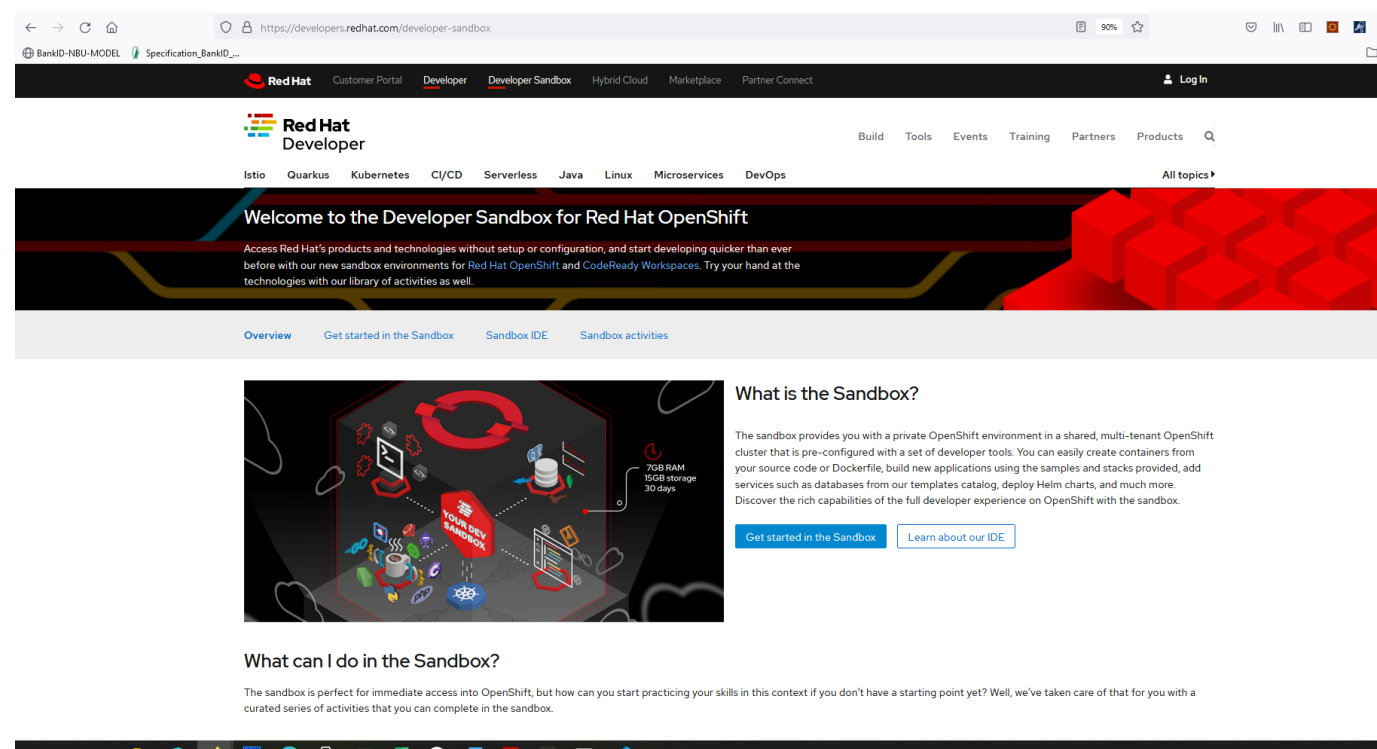 https://developers.redhat.com/developer-sandbox
90%
BankID-NBU-MODEL Specification_BankID_...
Red Hat Customer Portal Developer Developer Sandbox Hybrid Cloud Marketplace Partner Connect Log In
Red Hat
Developer
Build Tools Events Training Partners Products
Istio Quarkus Kubernetes CI/CD Serverless Java Linux Microservices DevOps All topics
Welcome to the Developer Sandbox for Red Hat OpenShift
Access Red Hat's products and technologies without setup or configuration, and start developing quicker than ever
before with our new sandbox environments for Red Hat OpenShift and CodeReady Workspaces. Try your hand at the
technologies with our library of activities as well.
Overview Get started in the Sandbox Sandbox IDE Sandbox activities
7GB RAM
15GB storage
30 days
YOUR DEV
SANDBOX
GO
php
What is the Sandbox?
The sandbox provides you with a private OpenShift environment in a shared, multi-tenant OpenShift
cluster that is pre-configured with a set of developer tools. You can easily create containers from
your source code or Dockerfile, build new applications using the samples and stacks provided, add
services such as databases from our templates catalog, deploy Helm charts, and much more.
Discover the rich capabilities of the full developer experience on OpenShift with the sandbox.
Get started in the Sandbox Learn about our IDE
What can I do in the Sandbox?
The sandbox is perfect for immediate access into OpenShift, but how can you start practicing your skills in this context if you don't have a starting point yet? Well, we've taken care of that for you with a
curated series of activities that you can complete in the sandbox.